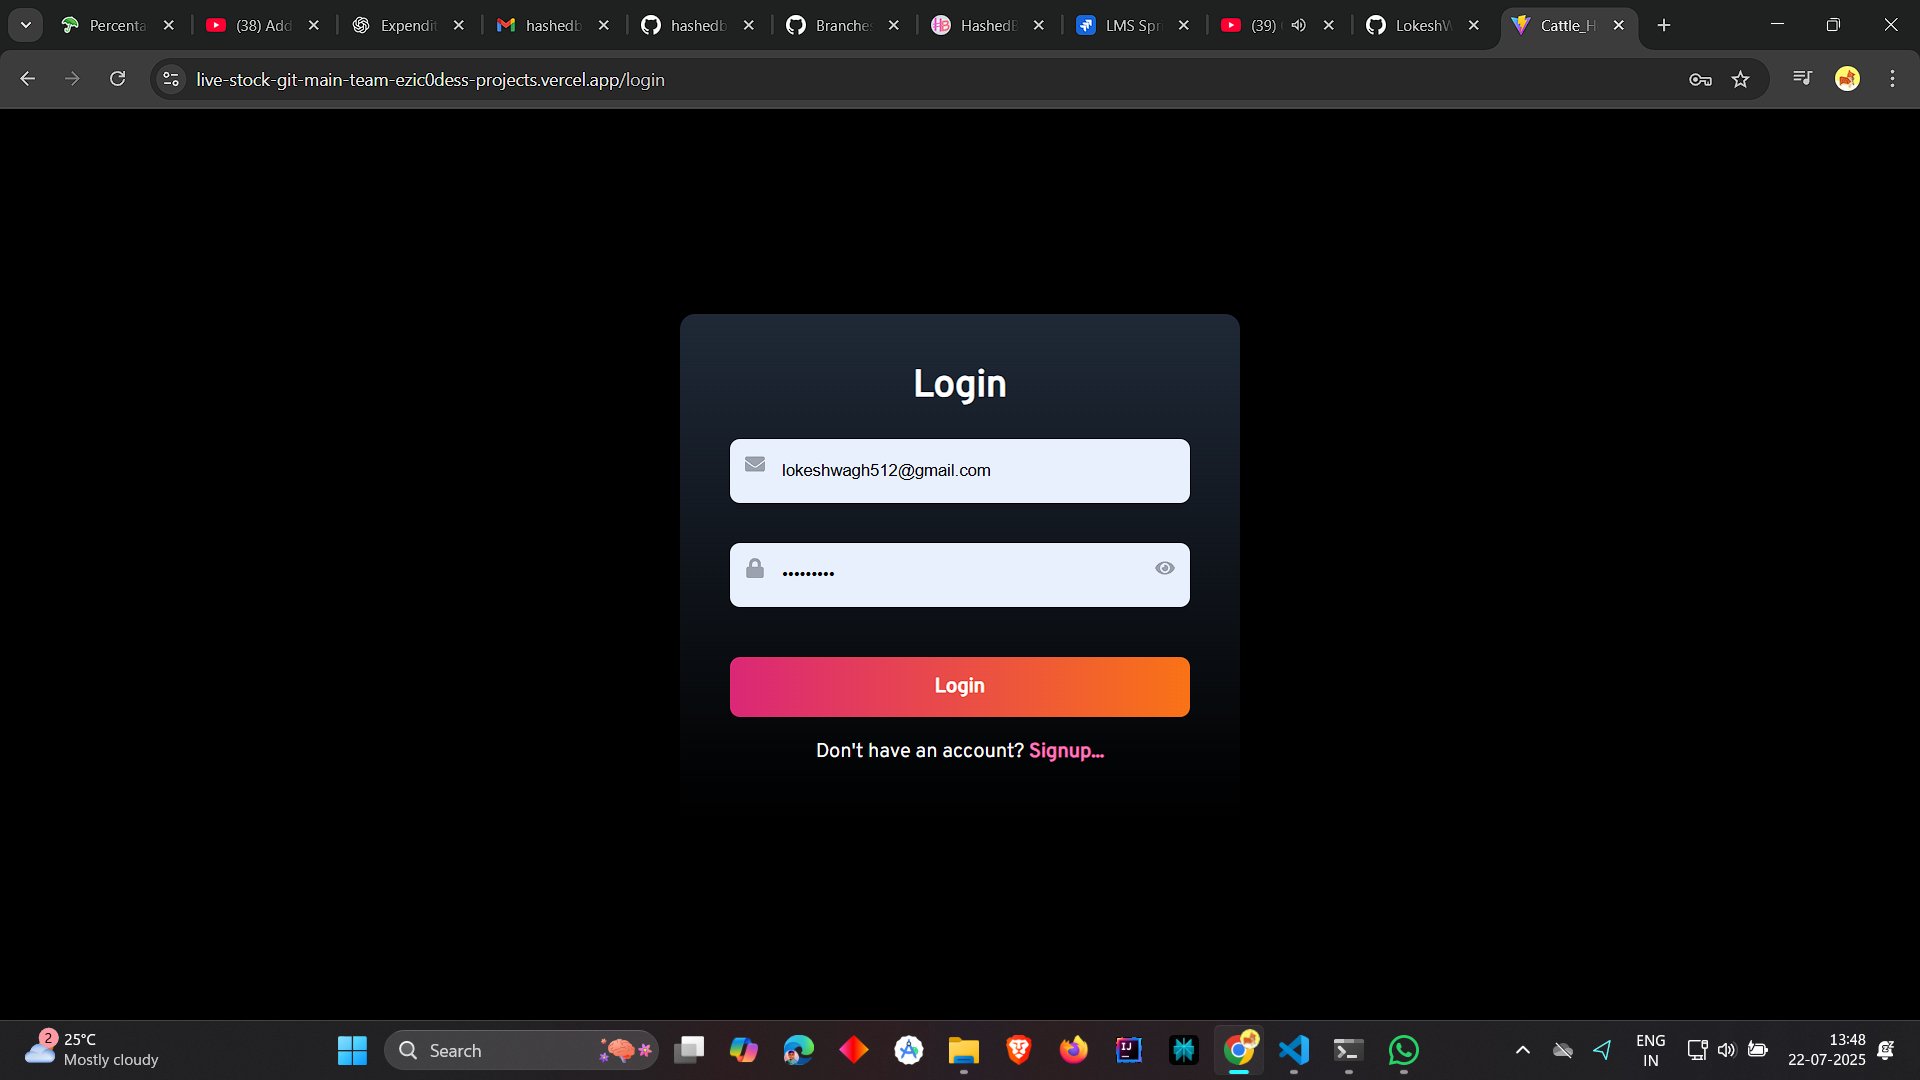 Percenta
(38) Add
Expendit
hashedb
hashedb
Branche
HashedB
LMS Spr
(39)
LokeshW
Cattle_H
live-stock-git-main-team-ezic0dess-projects.vercel.app/login
Login
lokeshwagh512@gmail.com
•••••••••
Login
Don't have an account? Signup...
2
25°C
Mostly cloudy
Search
ENG
IN
13:48
22-07-2025